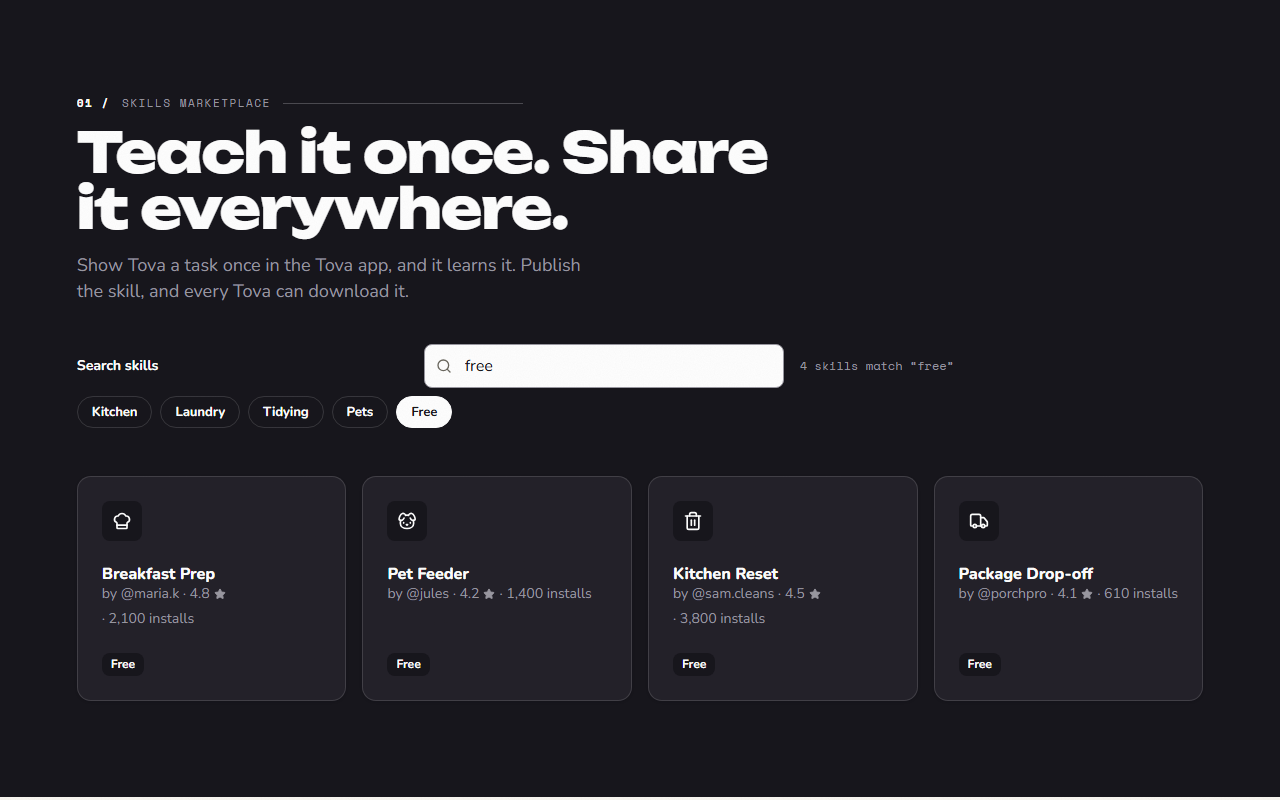 01 / SKILLS MARKETPLACE
Teach it once. Share
it everywhere.
Show Tova a task once in the Tova app, and it learns it. Publish
the skill, and every Tova can download it.
Search skills
free
4 skills match "free"
Kitchen
Laundry
Tidying
Pets
Free
Breakfast Prep
by @maria.k · 4.8 ★
· 2,100 installs
Free
Pet Feeder
by @jules · 4.2 ★ · 1,400 installs
Free
Kitchen Reset
by @sam.cleans · 4.5 ★
· 3,800 installs
Free
Package Drop-off
by @porchpro · 4.1 ★ · 610 installs
Free